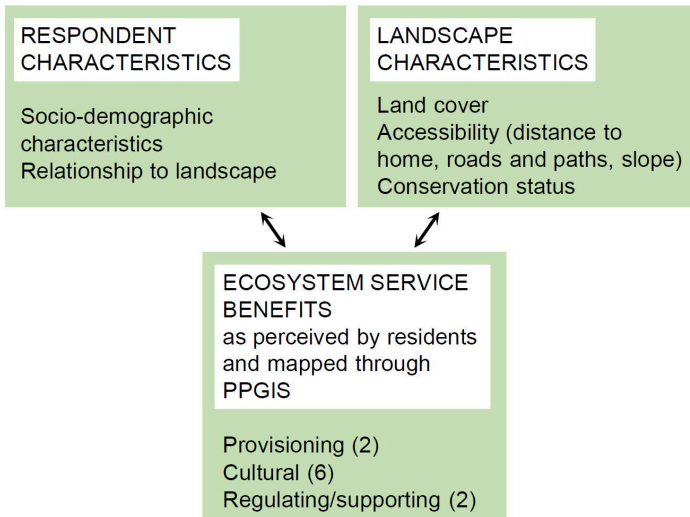 RESPONDENT
CHARACTERISTICS
Socio-demographic
characteristics
Relationship to landscape
LANDSCAPE
CHARACTERISTICS
Land cover
Accessibility (distance to
home, roads and paths, slope)
Conservation status
ECOSYSTEM SERVICE
BENEFITS
as perceived by residents
and mapped through
PPGIS
Provisioning (2)
Cultural (6)
Regulating/supporting (2)